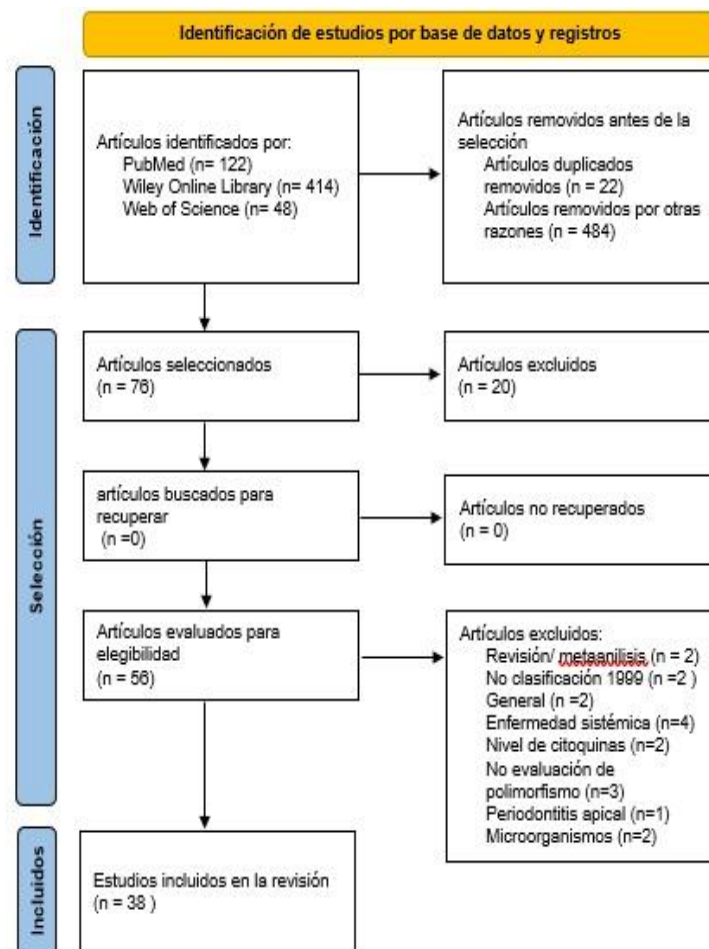 Identificación de estudios por base de datos y registros
Identificación
Artículos identificados por:
PubMed (n= 122)
Wiley Online Library (n= 414)
Web of Science (n= 48)
Artículos removidos antes de la
selección
Artículos duplicados
removidos (n = 22)
Artículos removidos por otras
razones (n = 484)
Selección
Artículos seleccionados
(n = 76)
Artículos excluidos
(n = 20)
artículos buscados para
recuperar
(n =0)
Artículos no recuperados
(n = 0)
Artículos evaluados para
elegibilidad
(n = 56)
Artículos excluidos:
Revisión/ metaanilisis (n = 2)
No clasificación 1999 (n =2 )
General (n =2)
Enfermedad sistémica (n=4)
Nivel de citoquinas (n=2)
No evaluación de
polimorfismo (n=3)
Periodontitis apical (n=1)
Microorganismos (n=2)
Incluidos
Estudios incluidos en la revisión
(n = 38 )